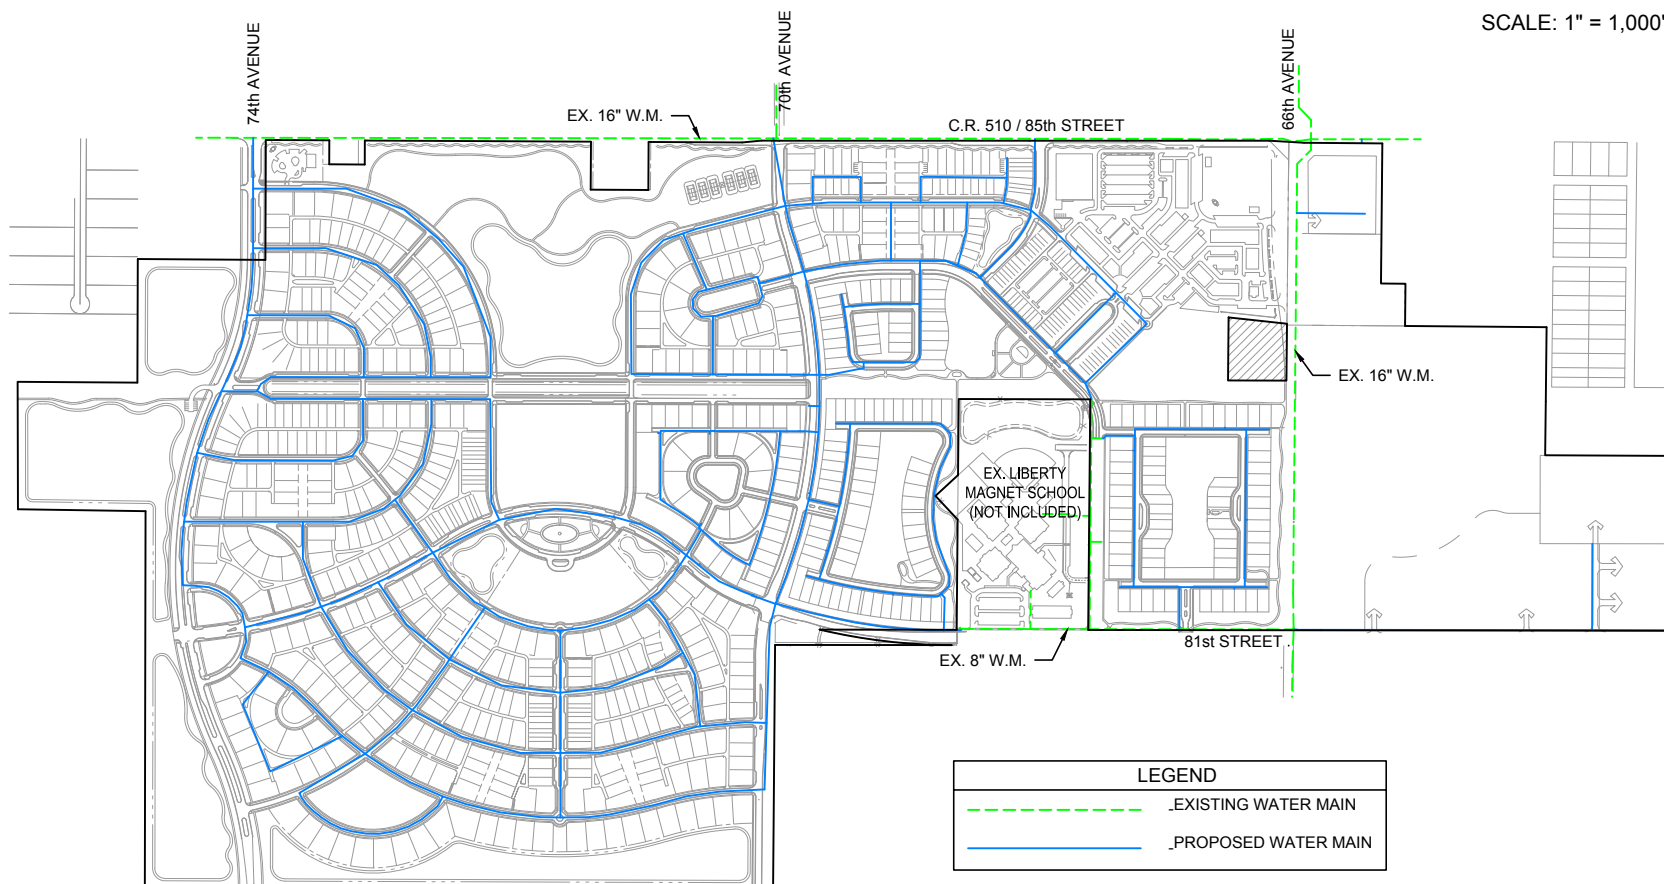 SCALE: 1" = 1,000'
74th AVENUE
70th AVENUE
66th AVENUE
EX. 16" W.M.
C.R. 510 / 85th STREET
EX. 16" W.M.
EX. LIBERTY
MAGNET SCHOOL
(NOT INCLUDED)
81st STREET
EX. 8" W.M.
LEGEND
EXISTING WATER MAIN
PROPOSED WATER MAIN